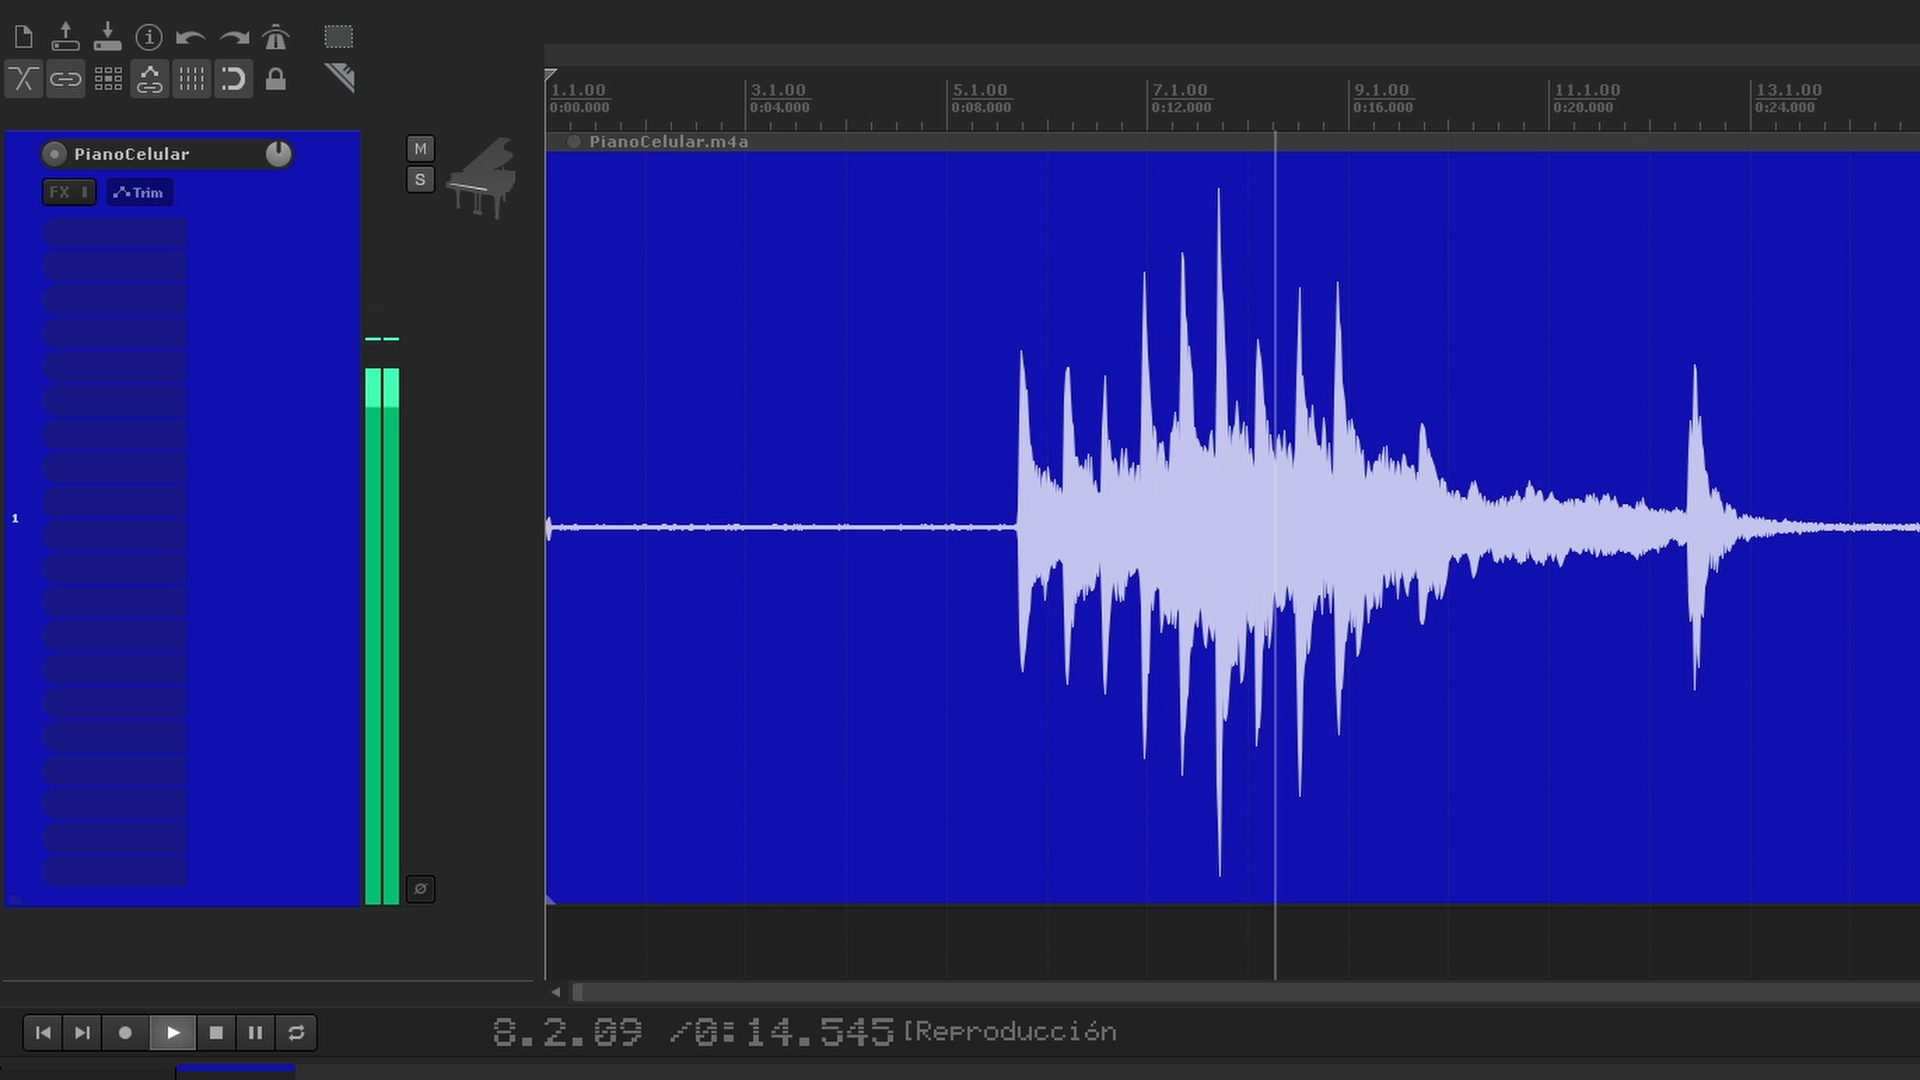 1.1.00 3.1.00 5.1.00 7.1.00 9.1.00 11.1.00 13.1.00
0:00.000 0:04.000 0:08.000 0:12.000 0:16.000 0:20.000 0:24.000
PianoCelular.m4a
PianoCelular
M
FX Trim
S
1
8.2.09 /0:14.545 [Reproducción